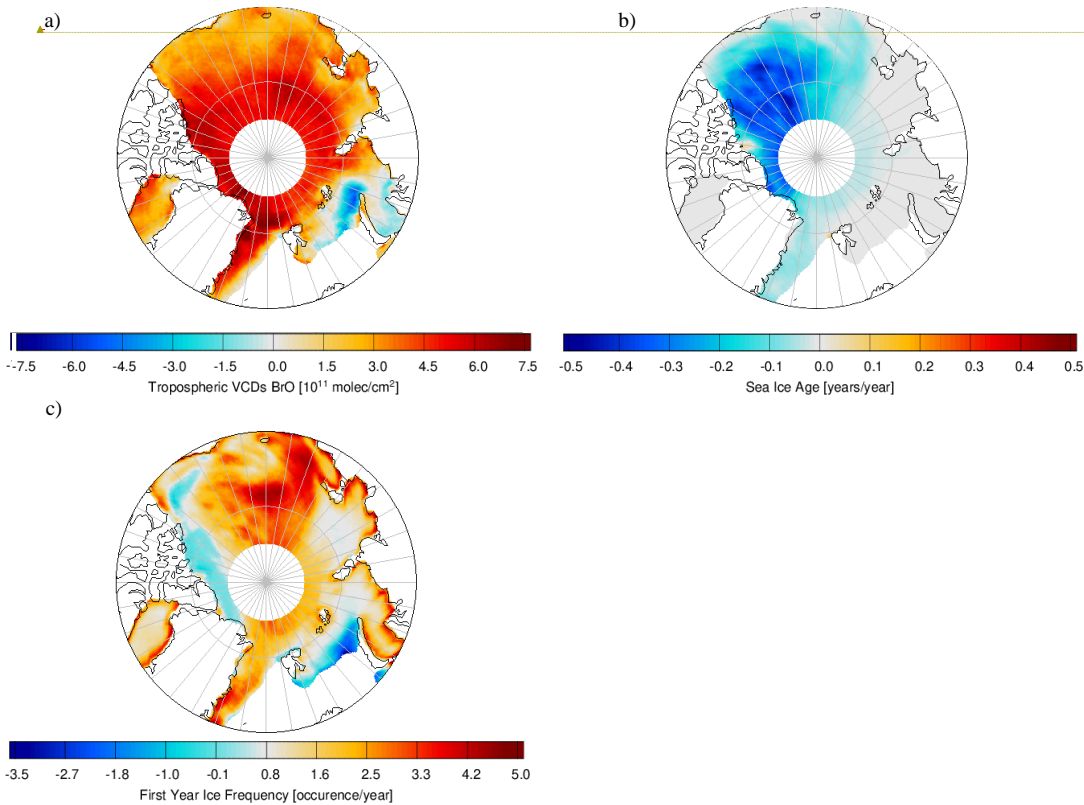 a)
b)
-7.5 -6.0 -4.5 -3.0 -1.5 0.0 1.5 3.0 4.5 6.0 7.5
Tropospheric VCDs BrO [10¹¹ molec/cm²]
-0.5 -0.4 -0.3 -0.2 -0.1 0.0 0.1 0.2 0.3 0.4 0.5
Sea Ice Age [years/year]
c)
-3.5 -2.7 -1.8 -1.0 -0.1 0.8 1.6 2.5 3.3 4.2 5.0
First Year Ice Frequency [occurence/year]